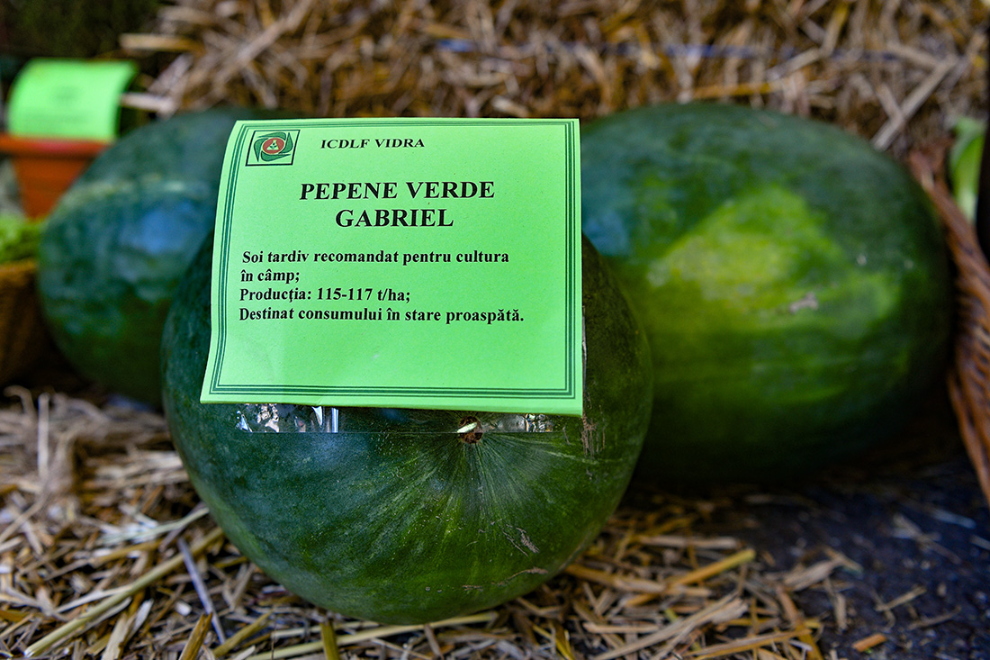 ICDLF VIDRA
PEPENE VERDE
GABRIEL
Soi tardiv recomandat pentru cultura
în câmp;
Producția: 115-117 t/ha;
Destinat consumului în stare proaspătă.